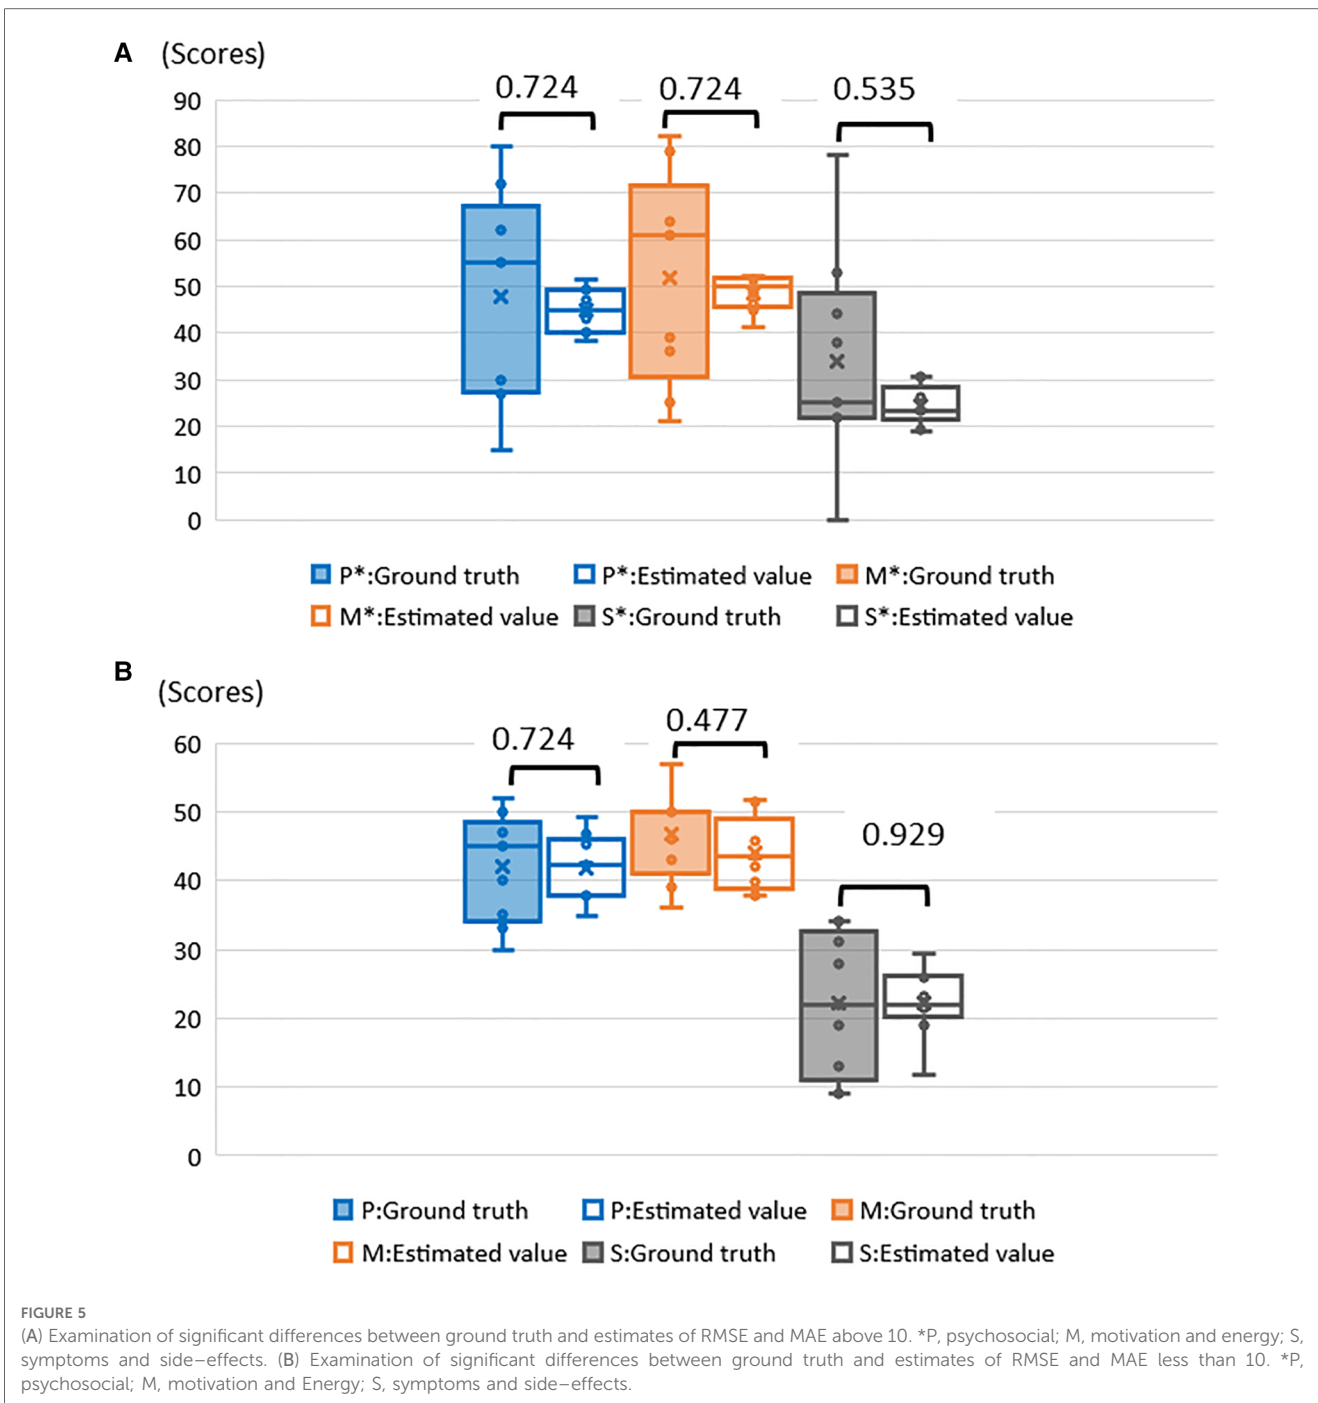 A (Scores)
0.724 0.724 0.535
90
80
70
60
50
40
30
20
10
0
P*:Ground truth P*:Estimated value M*:Ground truth
M*:Estimated value S*:Ground truth S*:Estimated value
B
(Scores)
0.724 0.477
60
50
0.929
40
30
20
10
0
P:Ground truth P:Estimated value M:Ground truth
M:Estimated value S:Ground truth S:Estimated value
FIGURE 5
(A) Examination of significant differences between ground truth and estimates of RMSE and MAE above 10. *P, psychosocial; M, motivation and energy; S,
symptoms and side–effects. (B) Examination of significant differences between ground truth and estimates of RMSE and MAE less than 10. *P,
psychosocial; M, motivation and Energy; S, symptoms and side–effects.